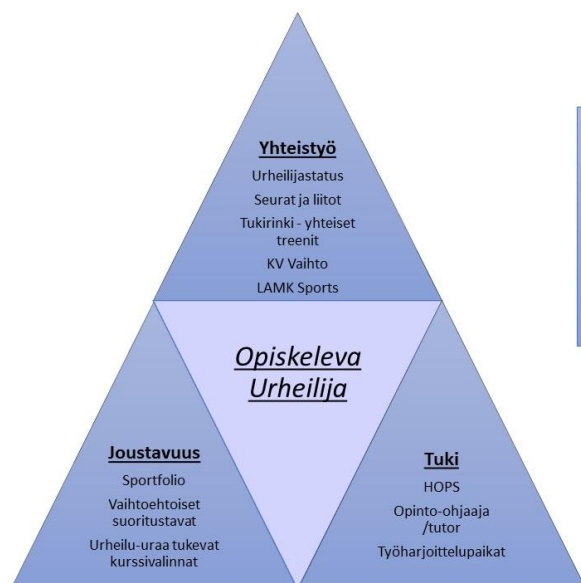 Yhteistyö
Urheilijastatus
Seurat ja liitot
Tukirinki - yhteiset
treenit
KV Vaihto
LAMK Sports
Opiskeleva
Urheilija
Joustavuus
Sportfolio
Vaihtoehtoiset
suoritustavat
Urheilu-uraa tukevat
kurssivalinnat
Tuki
HOPS
Opinto-ohjaaja
/tutor
Työharjoittelupaikat